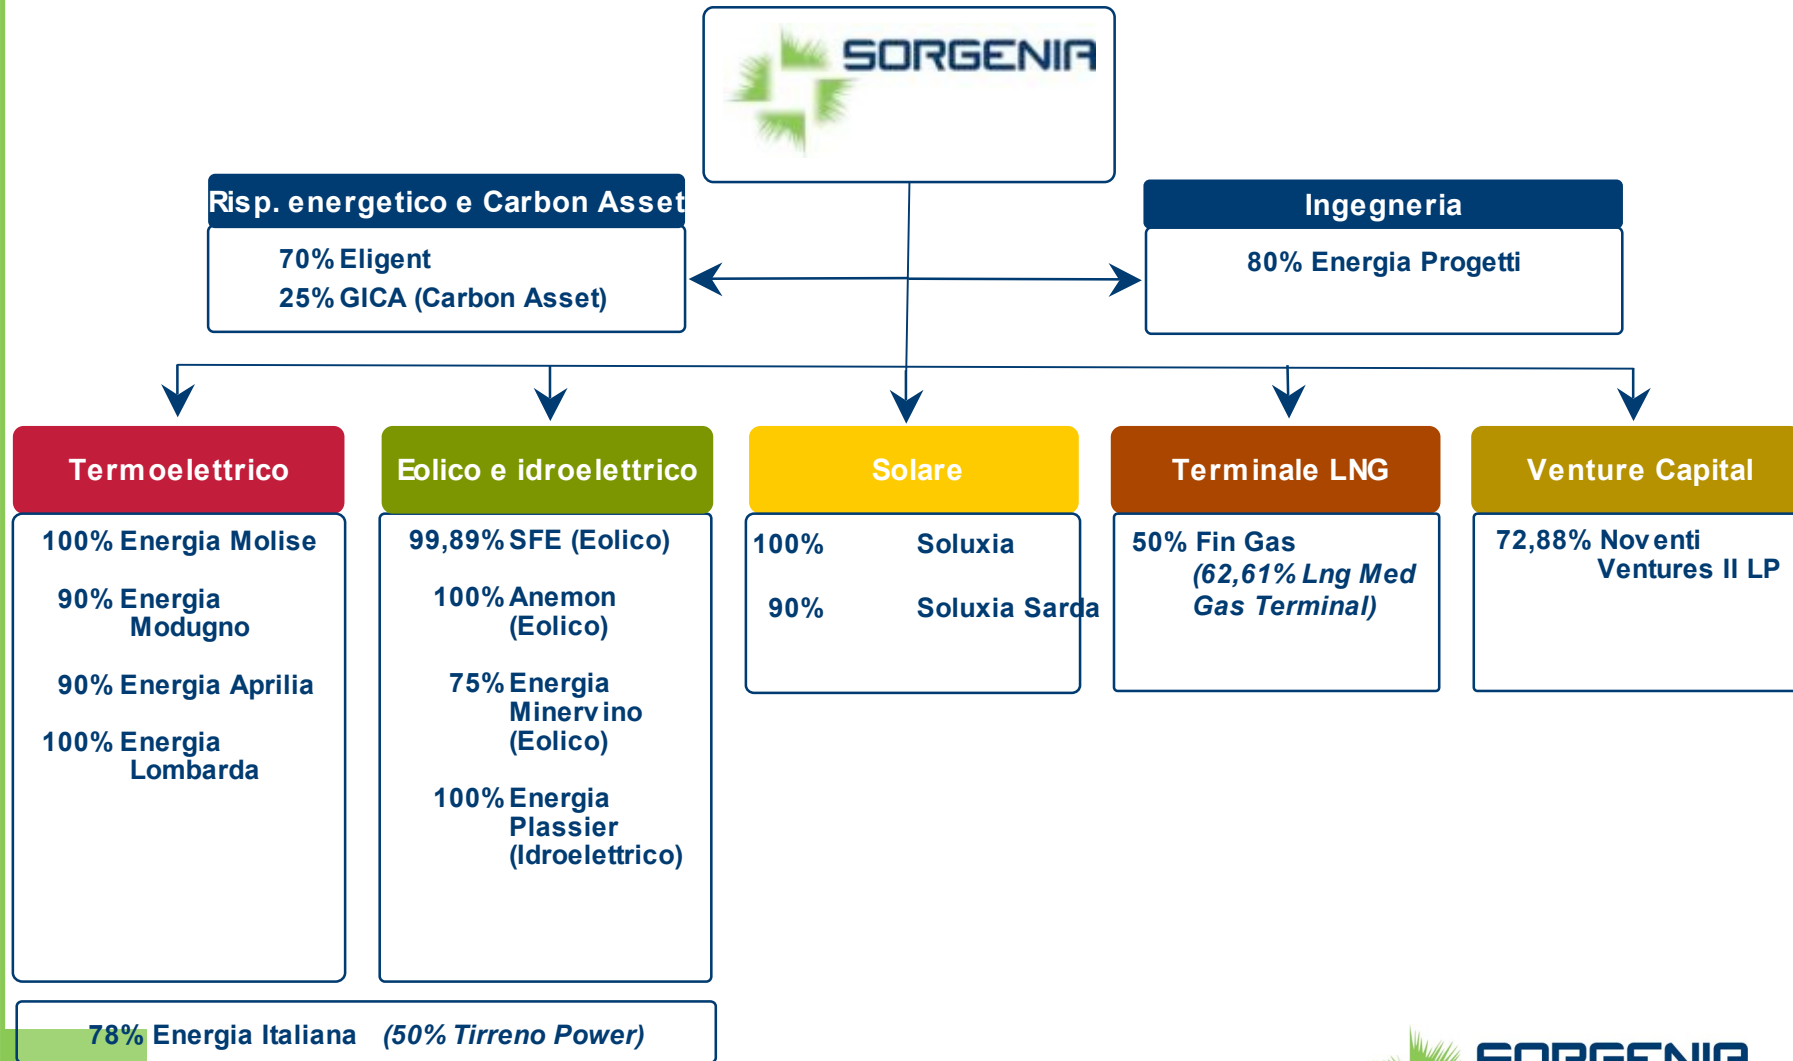 SORGENIA
Risp. energetico e Carbon Asset
70% Eligent
25% GICA (Carbon Asset)
Ingegneria
80% Energia Progetti
Termoelettrico
100% Energia Molise
90% Energia
Modugno
90% Energia Aprilia
100% Energia
Lombarda
Eolico e idroelettrico
99,89% SFE (Eolico)
100% Anemon
(Eolico)
75% Energia
Minervino
(Eolico)
100% Energia
Plassier
(Idroelettrico)
Solare
100% Soluxia
90% Soluxia Sarda
Terminale LNG
50% Fin Gas
(62,61% Lng Med
Gas Terminal)
Venture Capital
72,88% Noventi
Ventures II LP
78% Energia Italiana (50% Tirreno Power)
SORGENIA